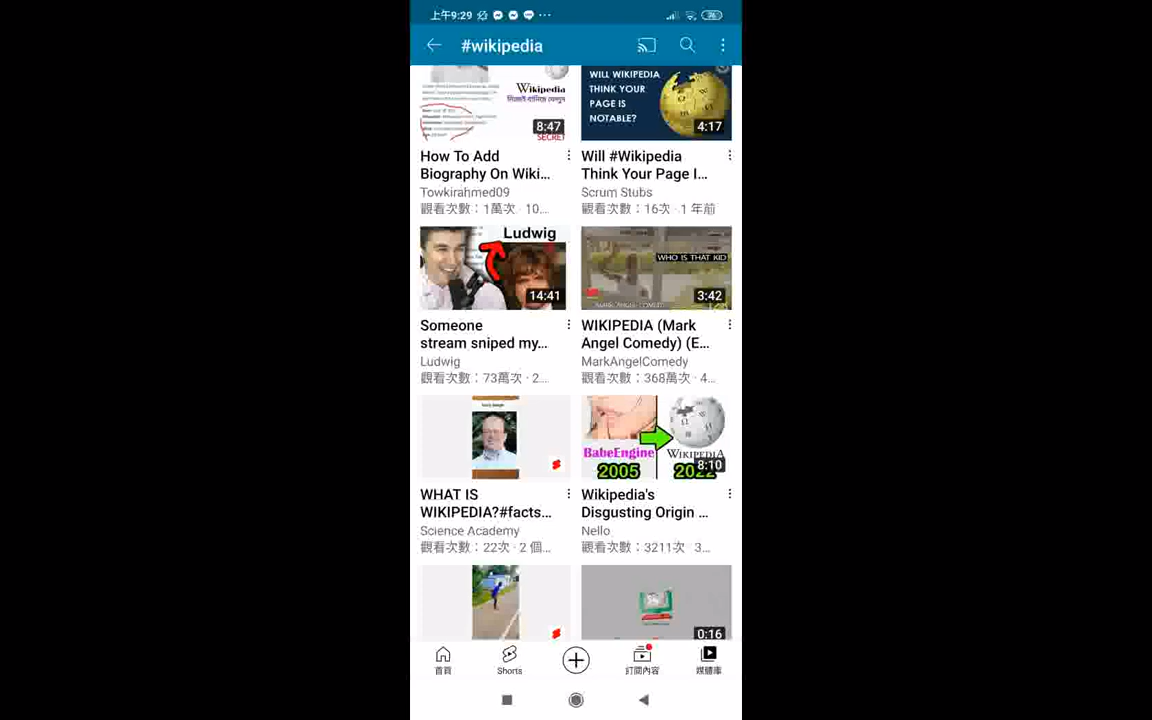 上午9:29
#wikipedia
Wikipedia
8:47
SECRET
How To Add
Biography On Wiki...
Towkirahmed09
觀看次數：1萬次 · 10...
WILL WIKIPEDIA
THINK YOUR
PAGE IS
NOTABLE?
4:17
Will #Wikipedia
Think Your Page I...
Scrum Stubs
觀看次數：16次 · 1 年前
Ludwig
14:41
Someone
stream sniped my...
Ludwig
觀看次數：73萬次 · 2...
WHO IS THAT KID
MARK ANGEL COMEDY
3:42
WIKIPEDIA (Mark
Angel Comedy) (E...
MarkAngelComedy
觀看次數：368萬次 · 4...
WHAT IS
WIKIPEDIA?#facts...
Science Academy
觀看次數：22次 · 2 個...
BabeEngine
2005
WIKIPEDIA
2022
8:10
Wikipedia's
Disgusting Origin ...
Nello
觀看次數：3211次 · 3...
0:16
首頁
Shorts
訂閱內容
媒體庫